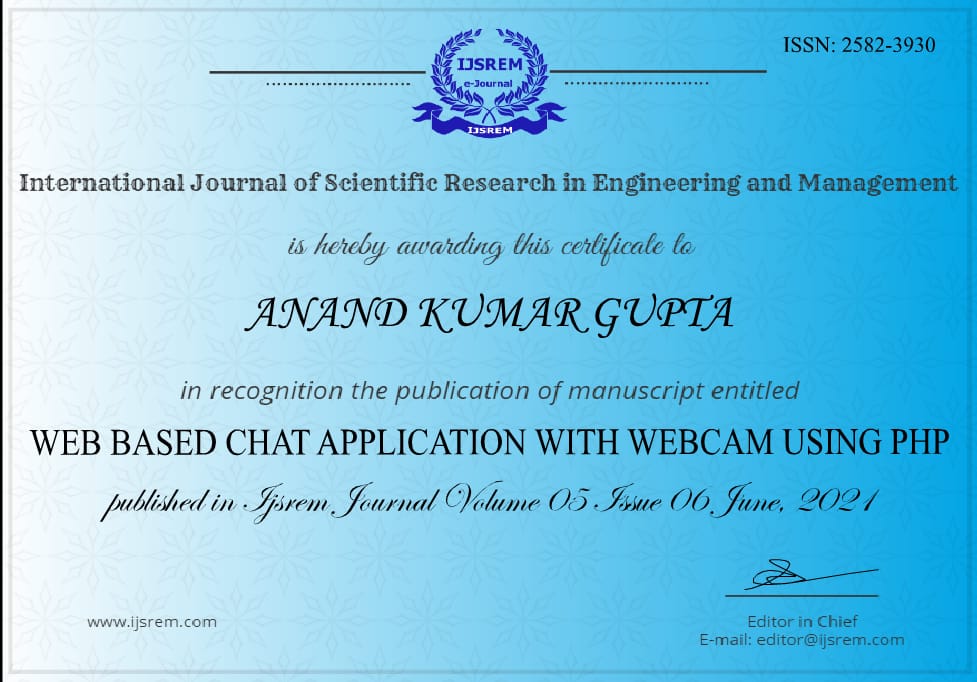 ISSN: 2582-3930
IJSREM
e-Journal
IJSREM
International Journal of Scientific Research in Engineering and Management
is hereby awarding this certificate to
ANAND KUMAR GUPTA
in recognition the publication of manuscript entitled
WEB BASED CHAT APPLICATION WITH WEBCAM USING PHP
published in Ijsrem Journal Volume 05 Issue 06 June, 2021
www.ijsrem.com
Editor in Chief
E-mail: editor@ijsrem.com